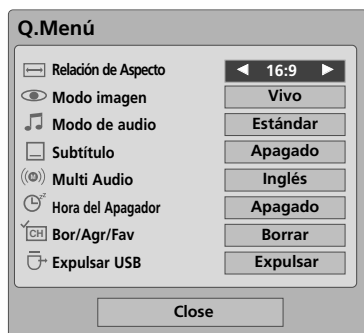 Q.Menú
Relación de Aspecto ◄ 16:9 ►
Modo imagen Vivo
Modo de audio Estándar
Subtítulo Apagado
Multi Audio Inglés
Hora del Apagador Apagado
CH Bor/Agr/Fav Borrar
Expulsar USB Expulsar
Close